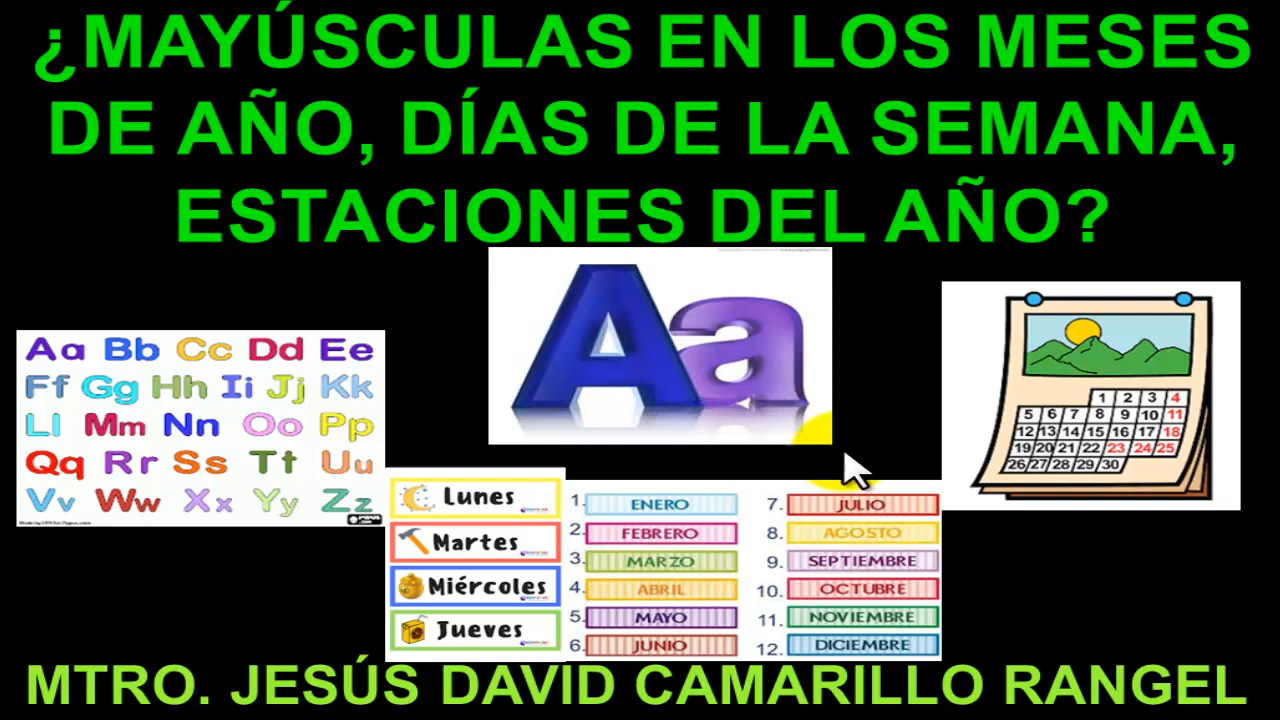 ¿MAYÚSCULAS EN LOS MESES
DE AÑO, DÍAS DE LA SEMANA,
ESTACIONES DEL AÑO?
Aa
Aa Bb Cc Dd Ee
Ff Gg Hh Ii Jj Kk
Ll Mm Nn Oo Pp
Qq Rr Ss Tt Uu
Vv Ww Xx Yy Zz
1 2 3 4
5 6 7 8 9 10 11
12 13 14 15 16 17 18
19 20 21 22 23 24 25
26 27 28 29 30
Lunes
Martes
Miércoles
Jueves
1. ENERO
2. FEBRERO
3. MARZO
4. ABRIL
5. MAYO
6. JUNIO
7. JULIO
8. AGOSTO
9. SEPTIEMBRE
10. OCTUBRE
11. NOVIEMBRE
12. DICIEMBRE
MTRO. JESÚS DAVID CAMARILLO RANGEL